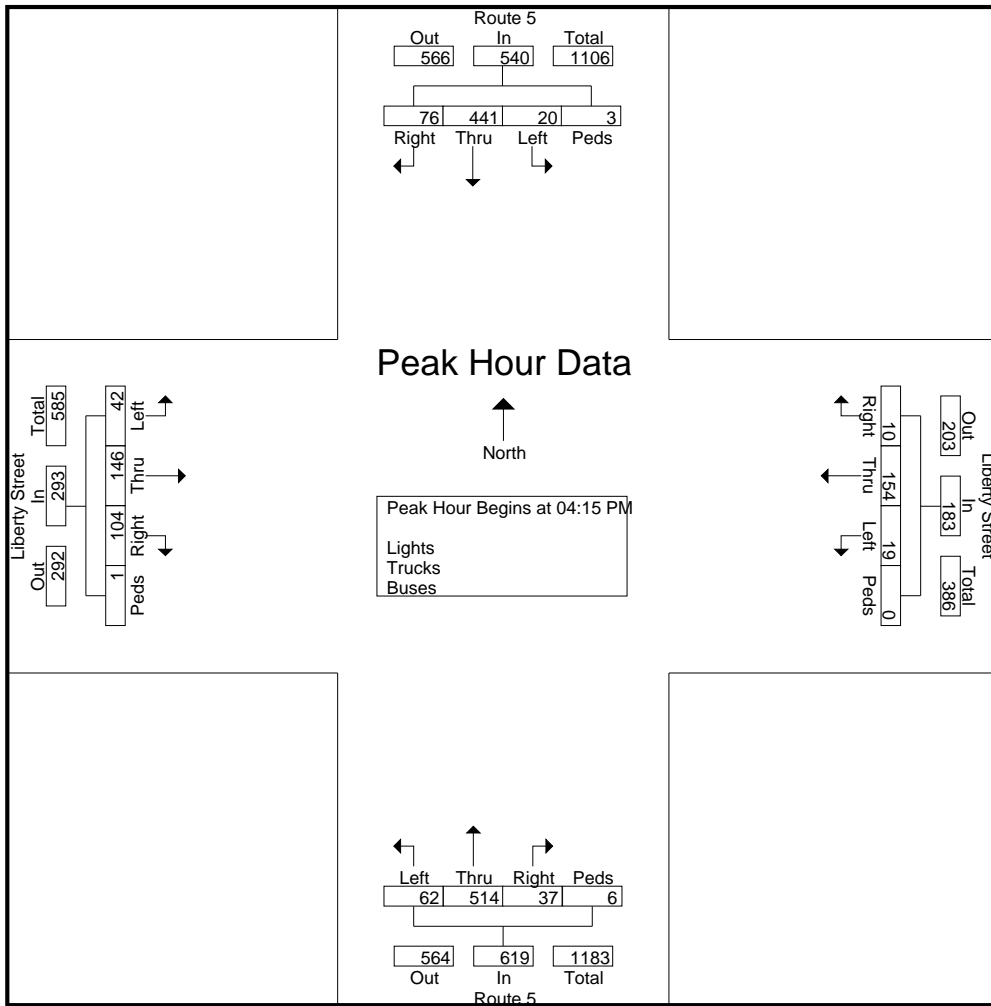 Route 5
Out In Total
566 540 1106
76 441 20 3
Right Thru Left Peds
Peak Hour Data
North
Peak Hour Begins at 04:15 PM
Lights
Trucks
Buses
Liberty Street
Total In Out
585 293 292
42 146 104 1
Left Thru Right Peds
Liberty Street
Out In Total
203 183 386
10 154 19 0
Right Thru Left Peds
Left Thru Right Peds
62 514 37 6
564 619 1183
Out In Total
Route 5